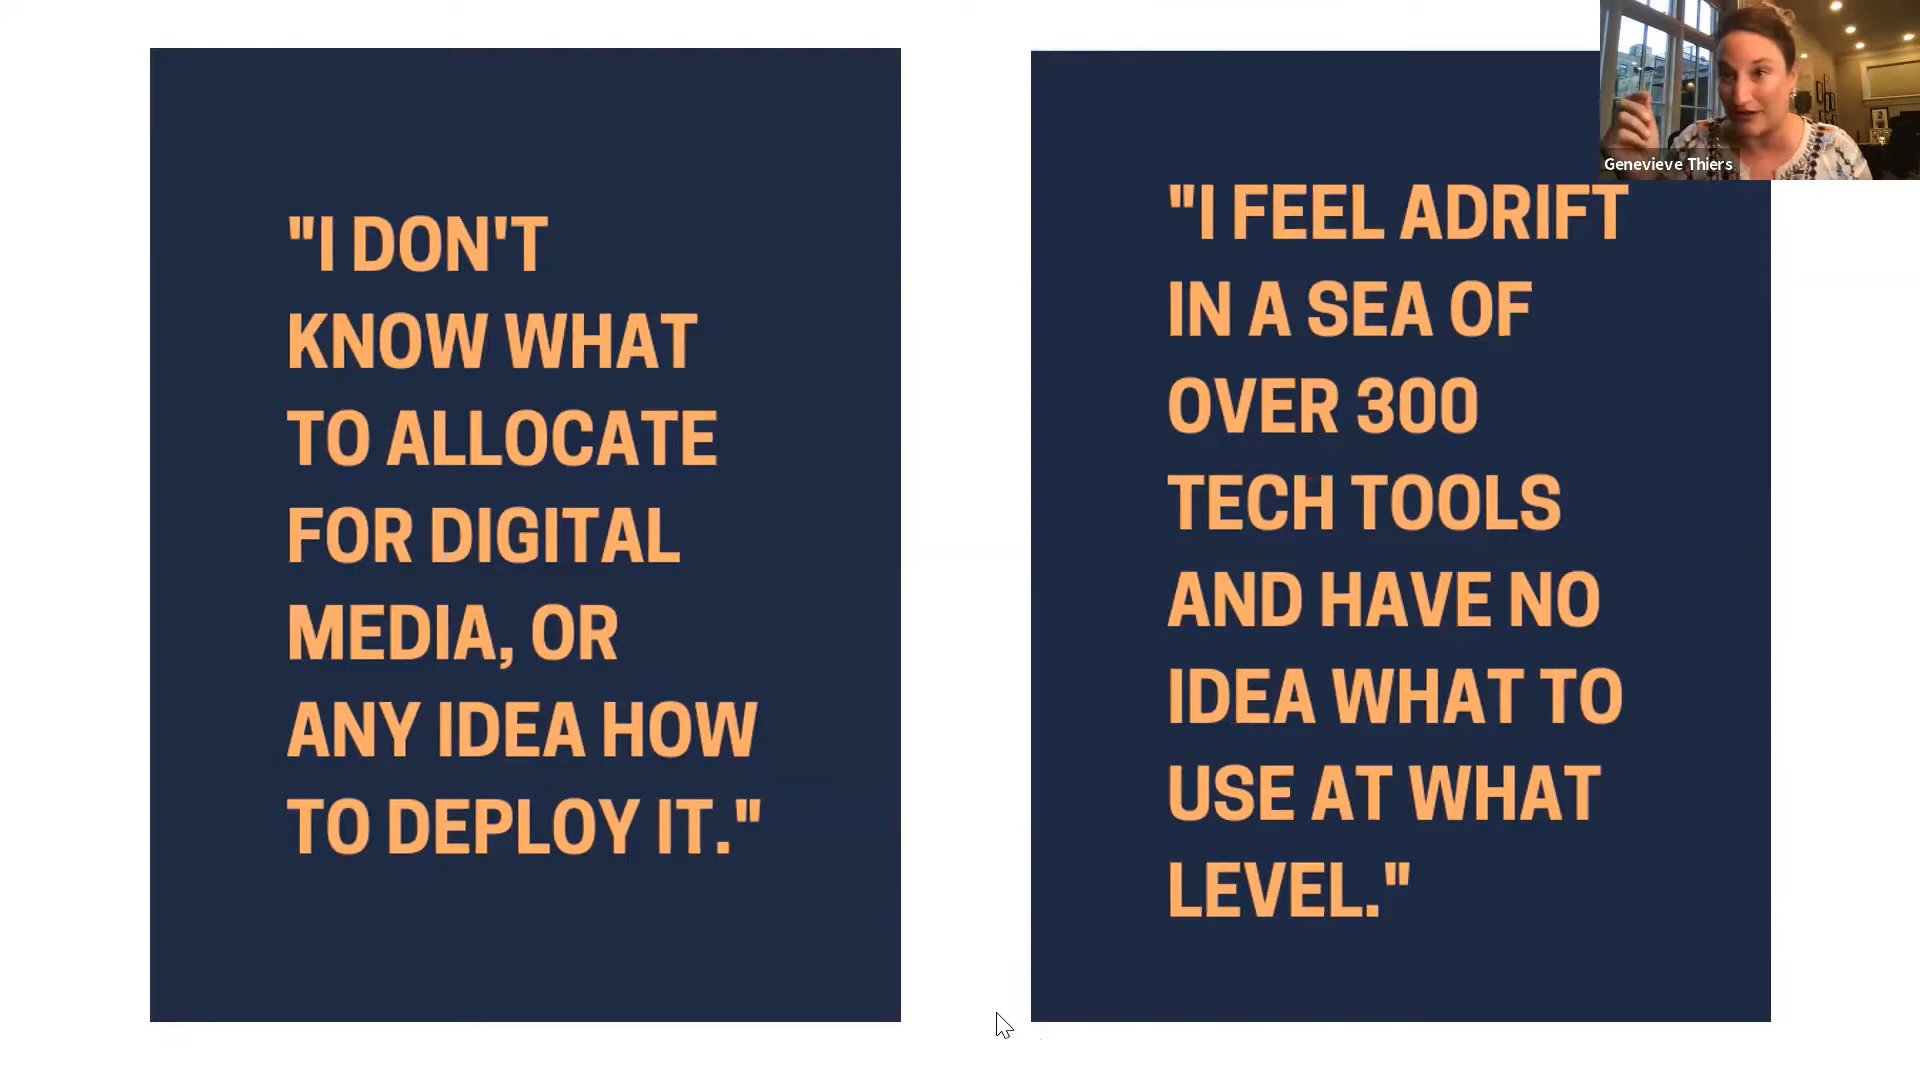 "I DON'T
KNOW WHAT
TO ALLOCATE
FOR DIGITAL
MEDIA, OR
ANY IDEA HOW
TO DEPLOY IT."
"I FEEL ADRIFT
IN A SEA OF
OVER 300
TECH TOOLS
AND HAVE NO
IDEA WHAT TO
USE AT WHAT
LEVEL."
Genevieve Thiers